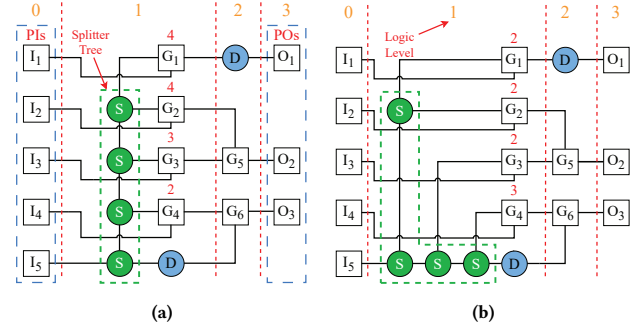 0 1 2 3
PIs Splitter Tree 4 POs
I1 G1 D O1
4
I2 S G2
3
I3 S G3 G5 O2
2
I4 S G4 G6 O3
I5 S D
(a)
0 1 2 3
Logic Level 2
I1 G1 D O1
2
I2 S G2
2
I3 G3 G5 O2
3
I4 G4 G6 O3
I5 S S S D
(b)